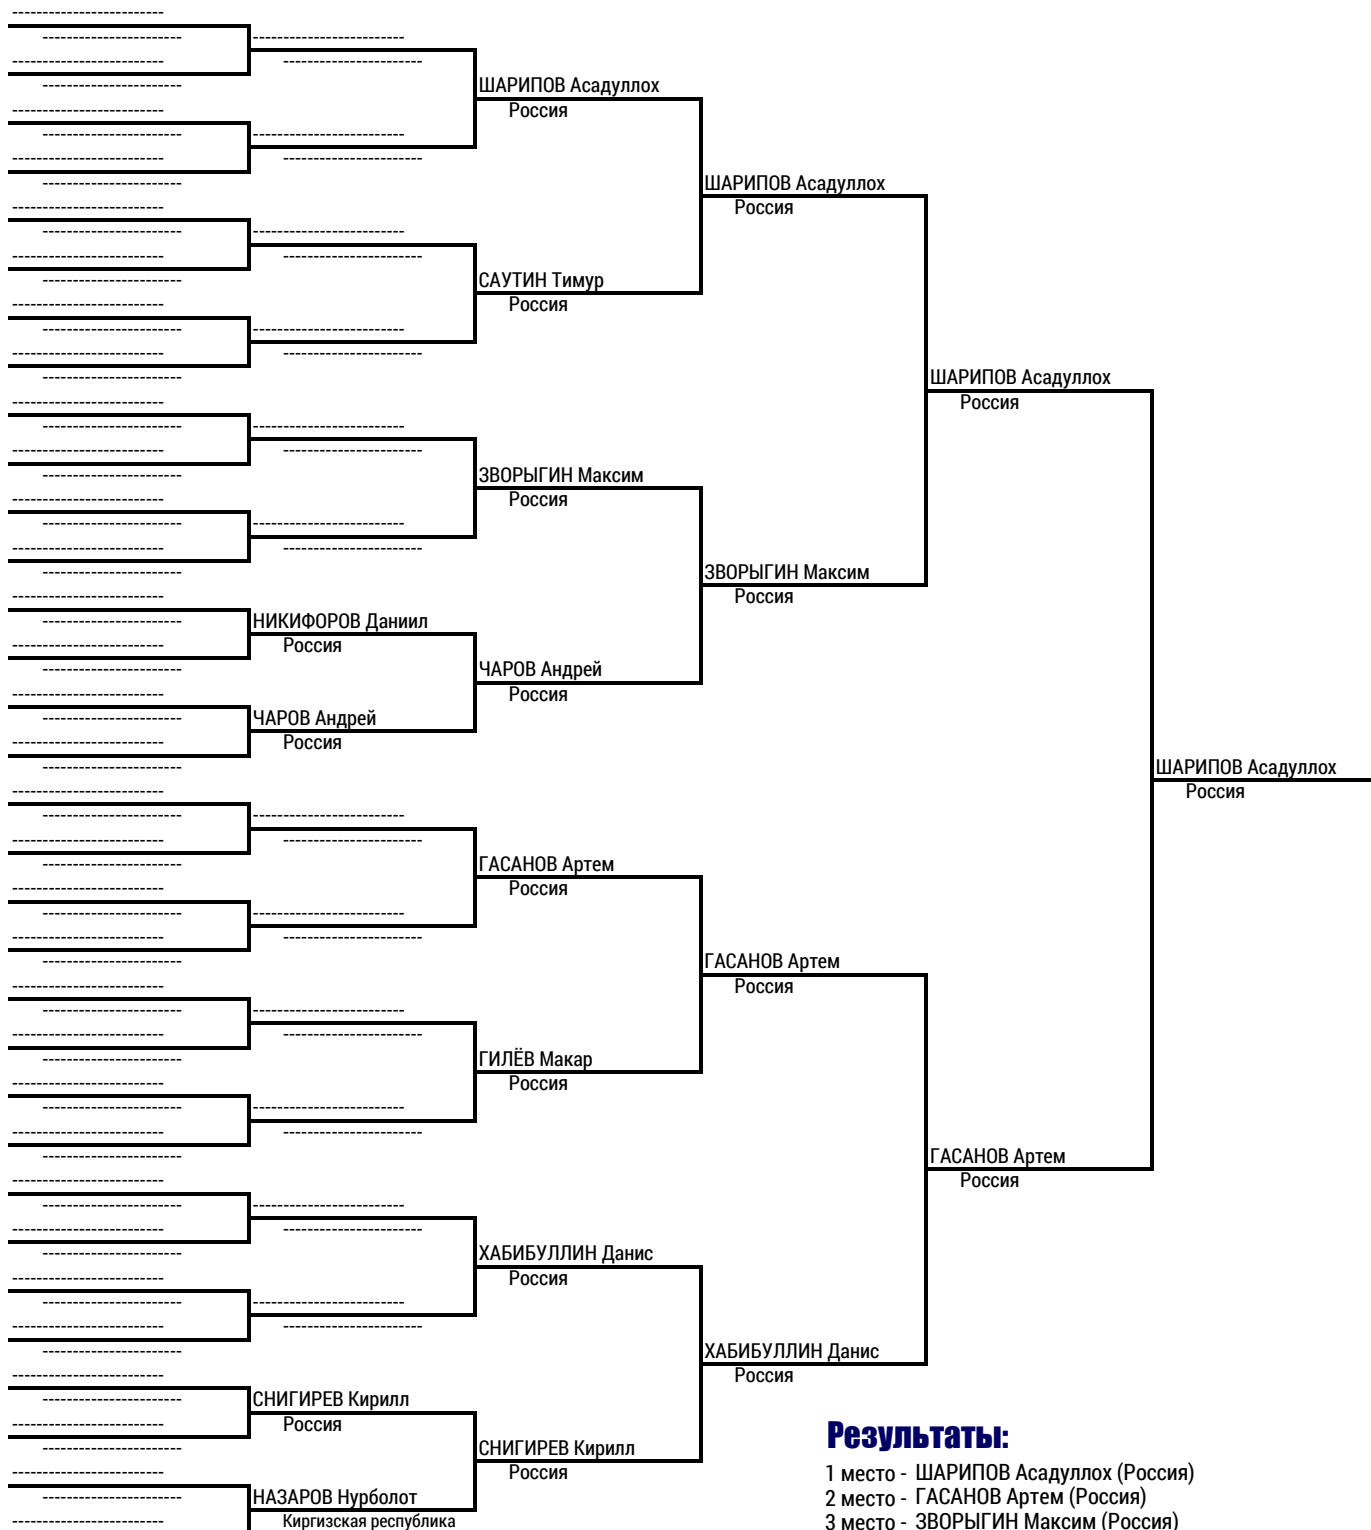 ШАРИПОВ Асадуллох
Россия
ШАРИПОВ Асадуллох
Россия
САУТИН Тимур
Россия
ШАРИПОВ Асадуллох
Россия
ЗВОРЫГИН Максим
Россия
ЗВОРЫГИН Максим
Россия
НИКИФОРОВ Даниил
Россия
ЧАРОВ Андрей
Россия
ЧАРОВ Андрей
Россия
ШАРИПОВ Асадуллох
Россия
ГАСАНОВ Артем
Россия
ГАСАНОВ Артем
Россия
ГИЛЁВ Макар
Россия
ГАСАНОВ Артем
Россия
ХАБИБУЛЛИН Данис
Россия
ХАБИБУЛЛИН Данис
Россия
СНИГИРЕВ Кирилл
Россия
СНИГИРЕВ Кирилл
Россия
НАЗАРОВ Нурболот
Киргизская республика
Результаты:
1 место - ШАРИПОВ Асадуллох (Россия)
2 место - ГАСАНОВ Артем (Россия)
3 место - ЗВОРЫГИН Максим (Россия)